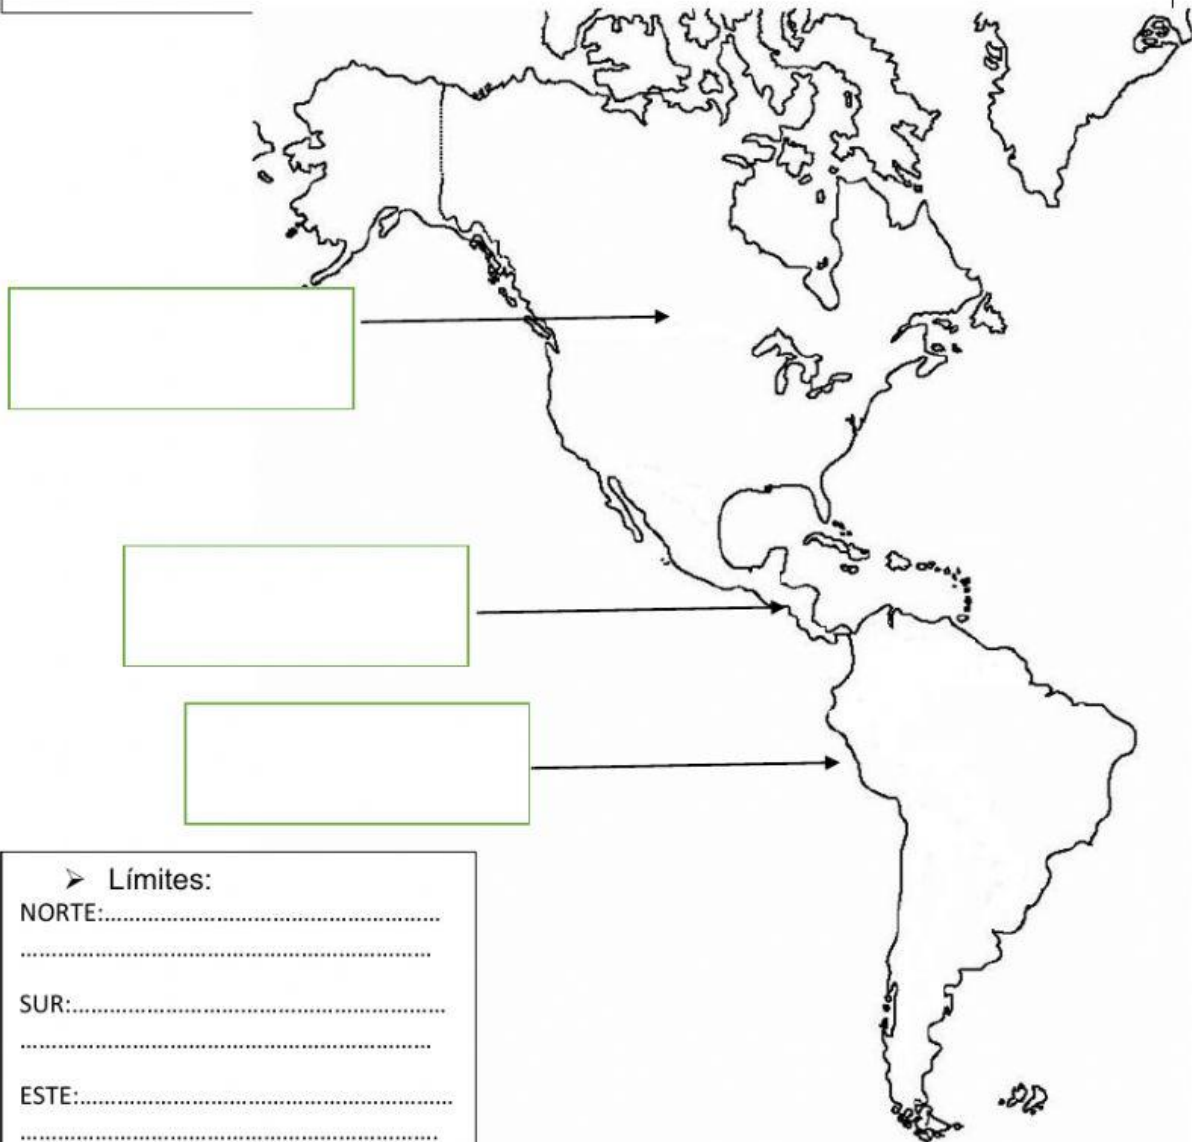 ➤ Límites:
NORTE:......................................................
..................................................................
SUR:............................................................
..................................................................
ESTE:............................................................
...................................................................